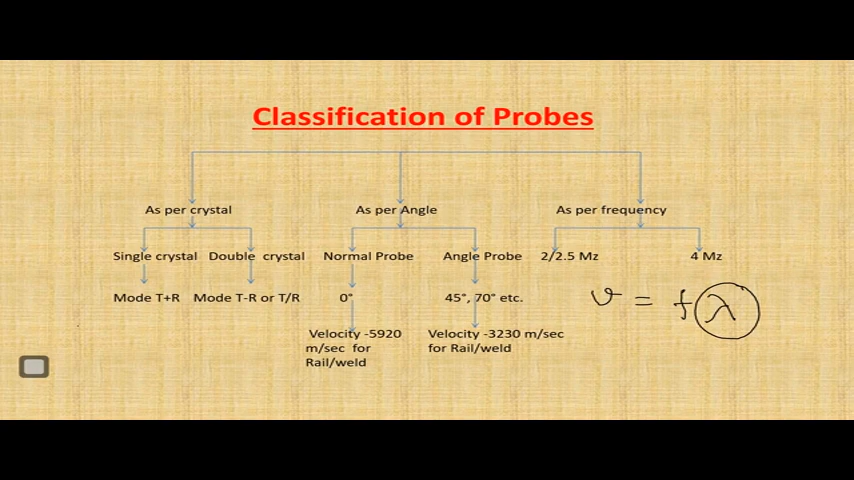 Classification of Probes
As per crystal As per Angle As per frequency
Single crystal Double crystal Normal Probe Angle Probe 2/2.5 Mz 4 Mz
Mode T+R Mode T-R or T/R 0° 45°, 70° etc.
v = f λ
Velocity -5920 m/sec for Rail/weld
Velocity -3230 m/sec for Rail/weld